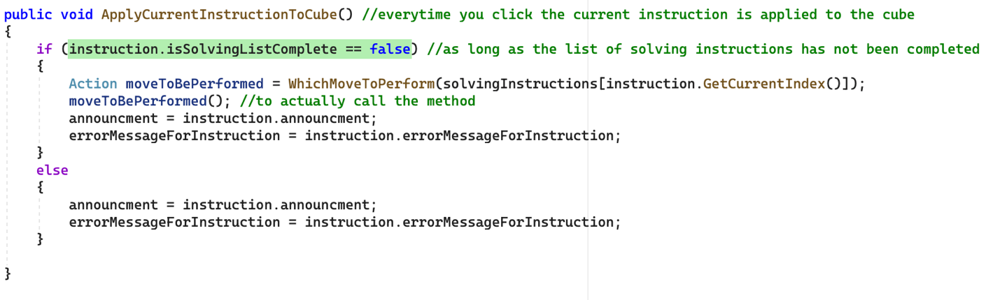 public void ApplyCurrentInstructionToCube() //everytime you click the current instruction is applied to the cube
{
    if (instruction.isSolvingListComplete == false) //as long as the list of solving instructions has not been completed
    {
        Action moveToBePerformed = WhichMoveToPerform(solvingInstructions[instruction.GetCurrentIndex()]);
        moveToBePerformed(); //to actually call the method
        announcment = instruction.announcment;
        errorMessageForInstruction = instruction.errorMessageForInstruction;
    }
    else
    {
        announcment = instruction.announcment;
        errorMessageForInstruction = instruction.errorMessageForInstruction;
    }
}